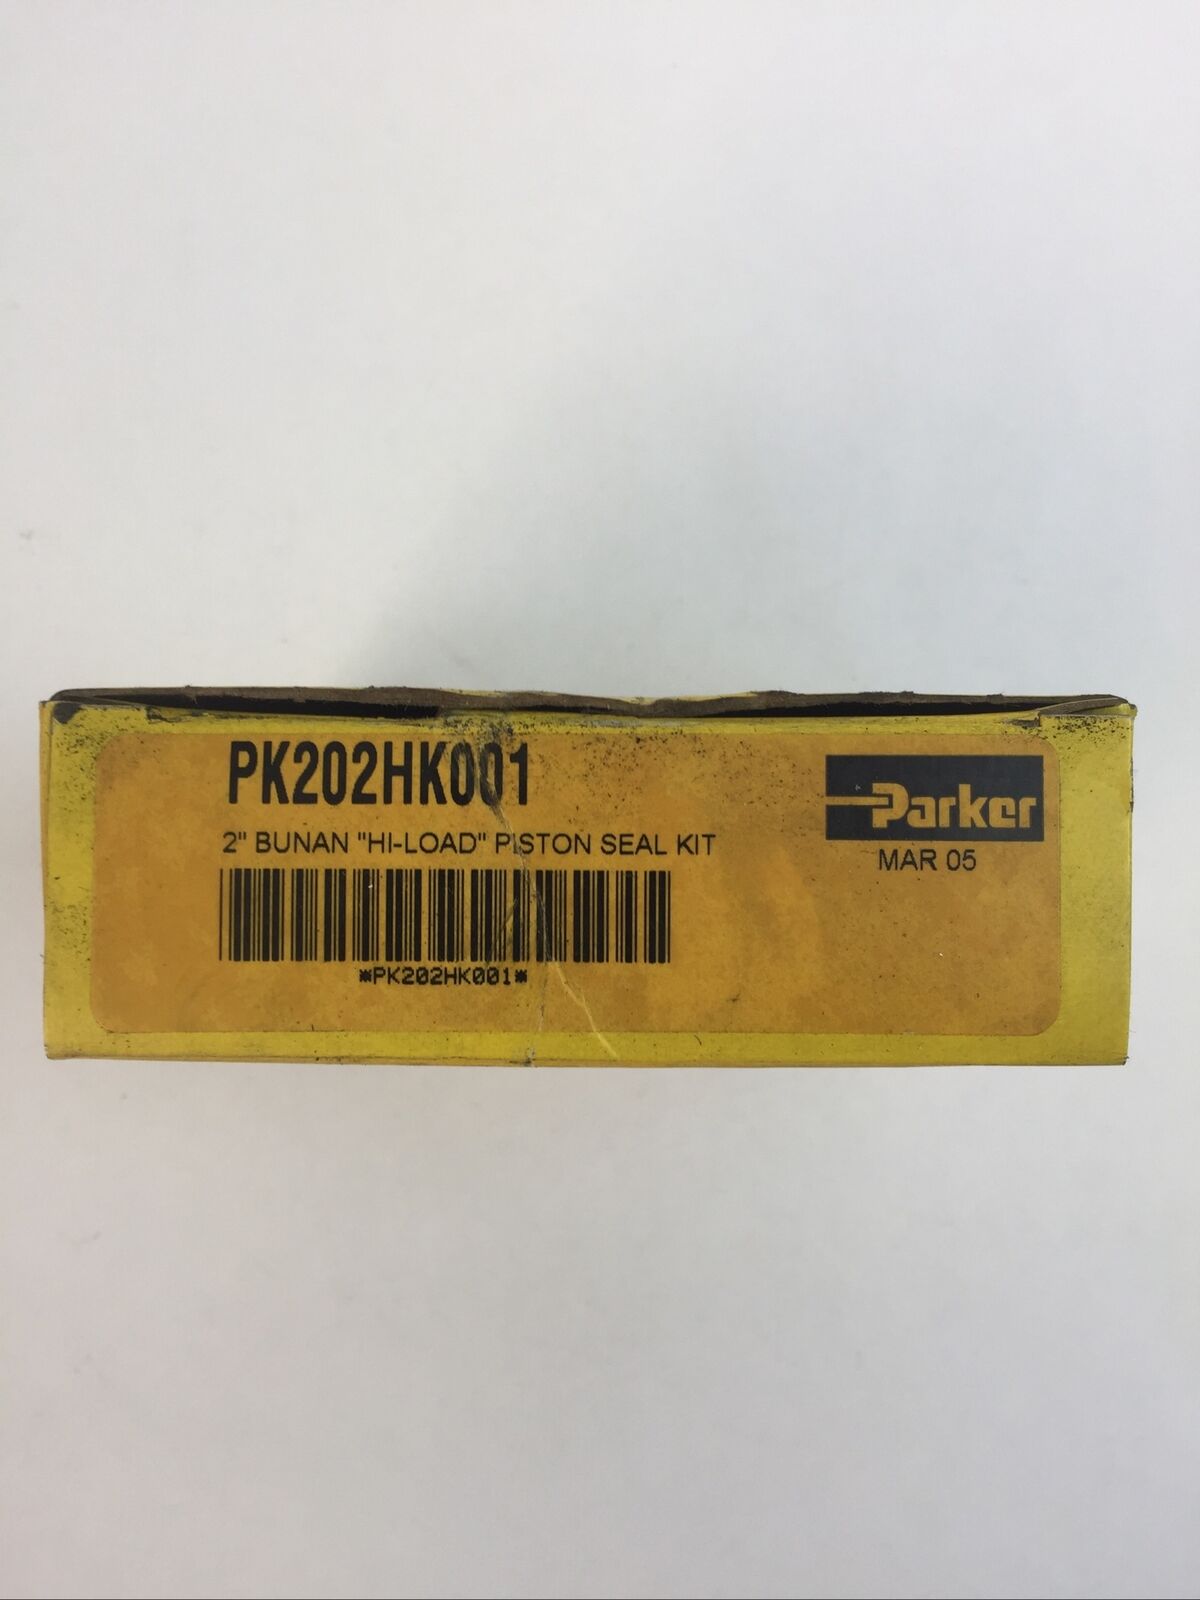 PK202HK001
2" BUNAN "HI-LOAD" PISTON SEAL KIT
*PK202HK001*
Parker
MAR 05